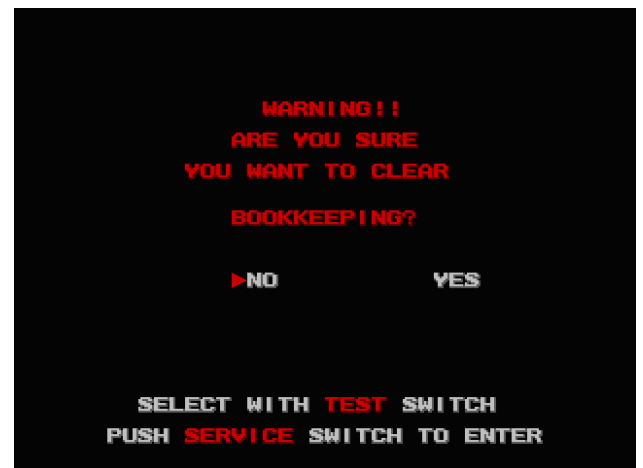 WARNING!!
ARE YOU SURE
YOU WANT TO CLEAR
BOOKKEEPING?
▶NO YES
SELECT WITH TEST SWITCH
PUSH SERVICE SWITCH TO ENTER